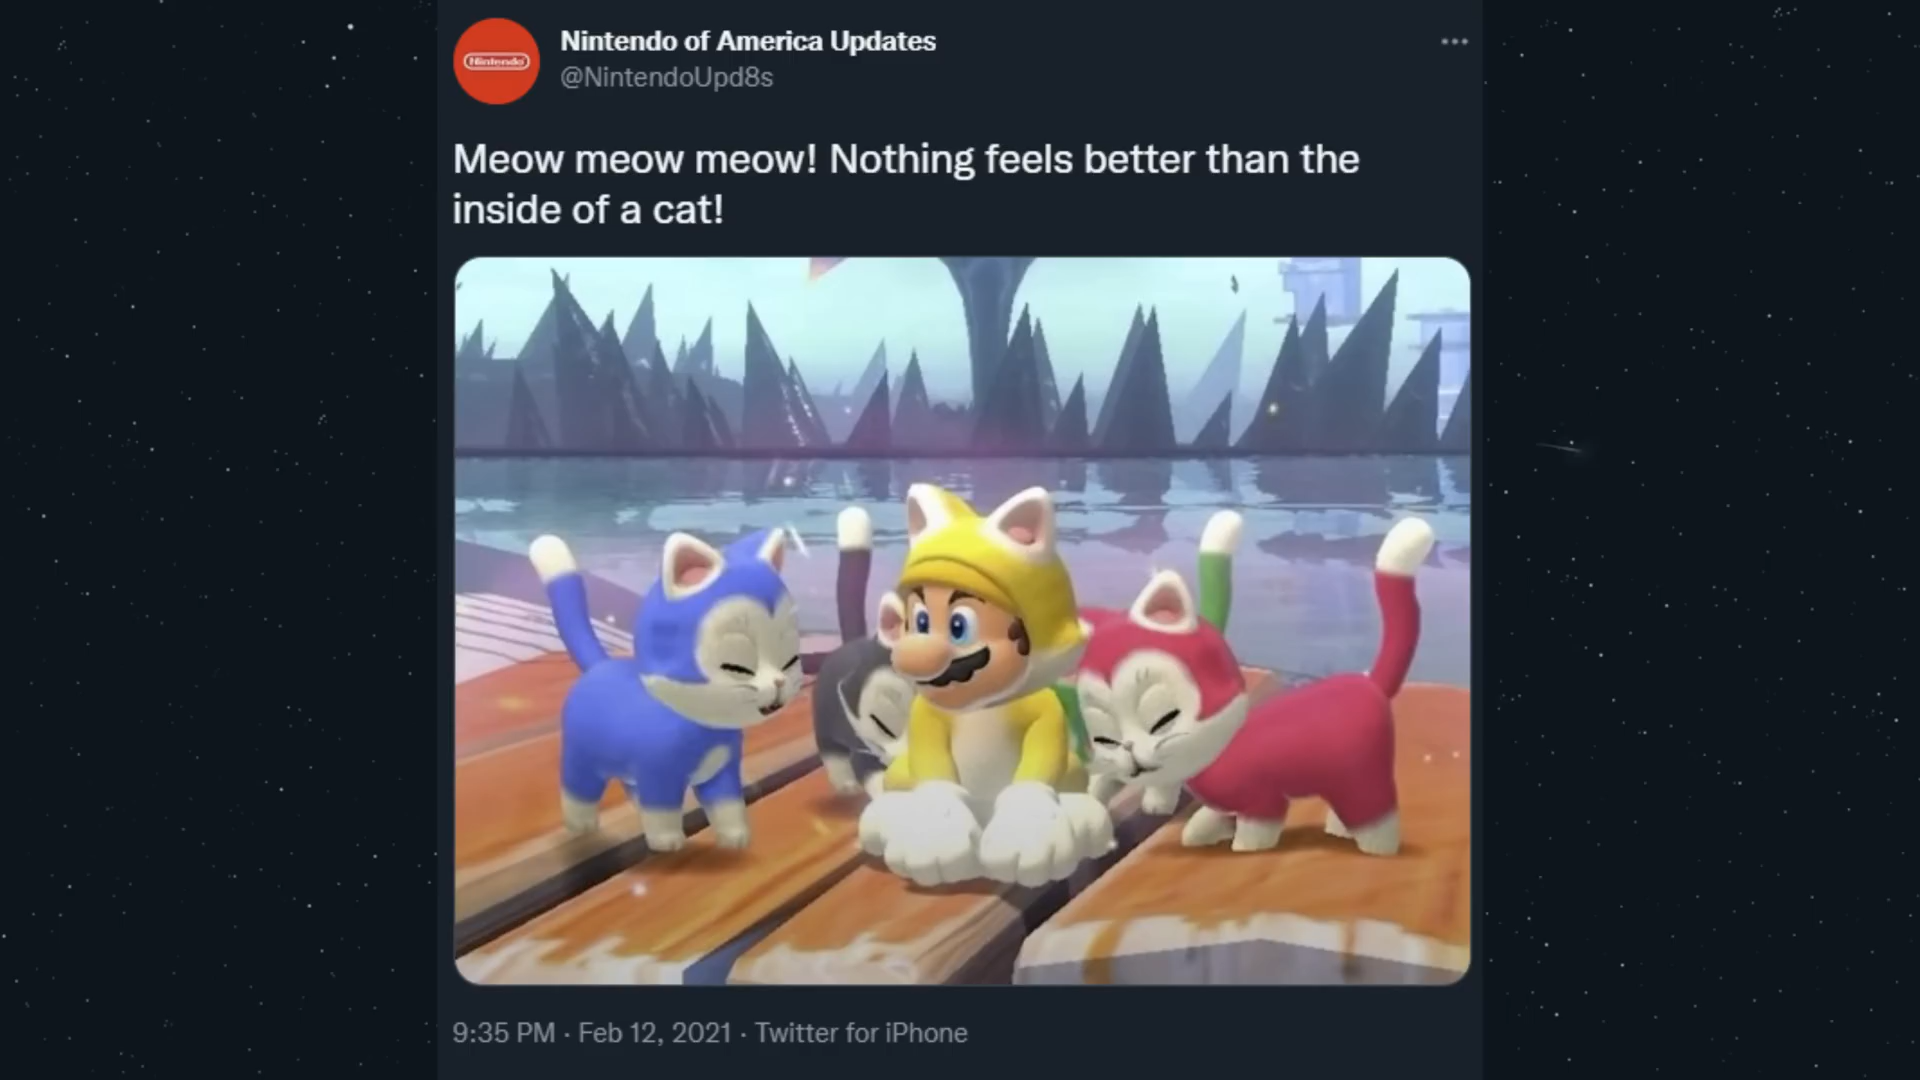 Nintendo
Nintendo of America Updates
@NintendoUpd8s
Meow meow meow! Nothing feels better than the
inside of a cat!
9:35 PM · Feb 12, 2021 · Twitter for iPhone